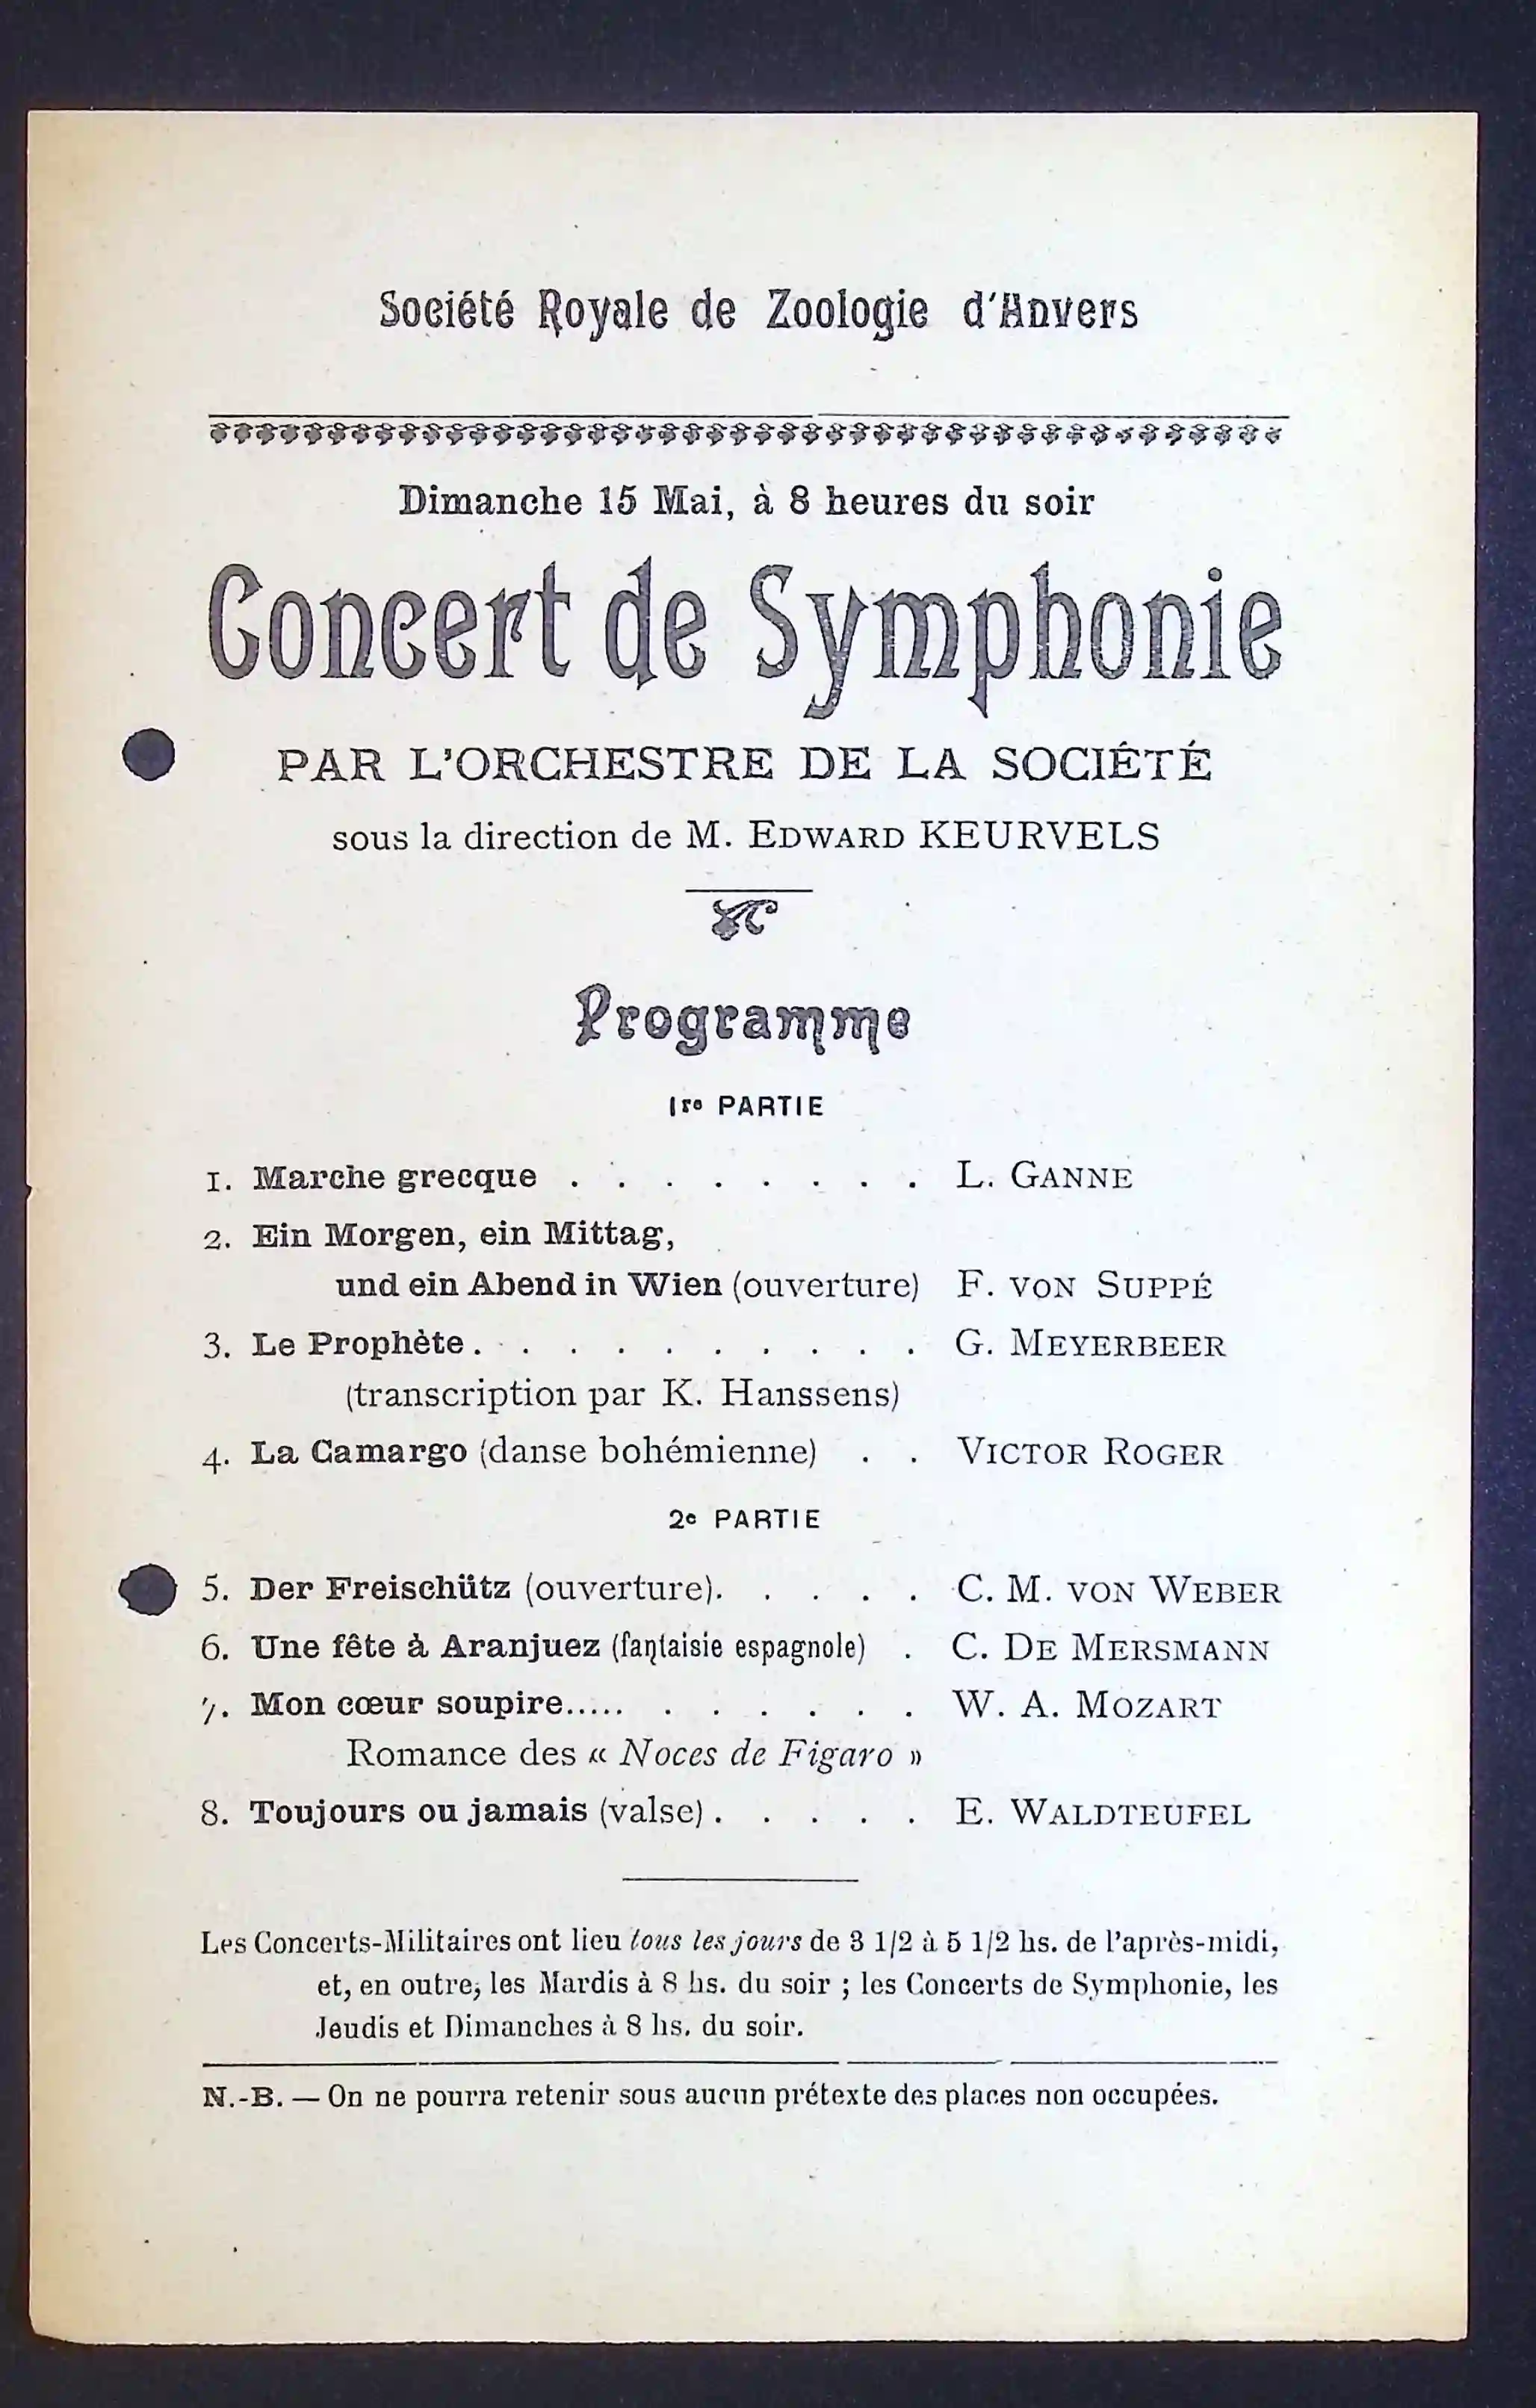 Société Royale de Zoologie d'Anvers
Dimanche 15 Mai, à 8 heures du soir
Concert de Symphonie
PAR L'ORCHESTRE DE LA SOCIÉTÉ
sous la direction de M. EDWARD KEURVELS
Programme
1re PARTIE
1. Marche grecque . . . . . . . . L. GANNE
2. Ein Morgen, ein Mittag,
und ein Abend in Wien (ouverture) F. VON SUPPÉ
3. Le Prophète . . . . . . . . . . G. MEYERBEER
(transcription par K. Hanssens)
4. La Camargo (danse bohémienne) . . VICTOR ROGER
2e PARTIE
5. Der Freischütz (ouverture) . . . . . C. M. VON WEBER
6. Une fête à Aranjuez (fantaisie espagnole) . C. DE MERSMANN
7. Mon cœur soupire..... . . . . . . W. A. MOZART
Romance des « Noces de Figaro »
8. Toujours ou jamais (valse) . . . . . E. WALDTEUFEL
Les Concerts-Militaires ont lieu tous les jours de 3 1/2 à 5 1/2 hs. de l'après-midi,
et, en outre, les Mardis à 8 hs. du soir ; les Concerts de Symphonie, les
Jeudis et Dimanches à 8 hs. du soir.
N.-B. — On ne pourra retenir sous aucun prétexte des places non occupées.